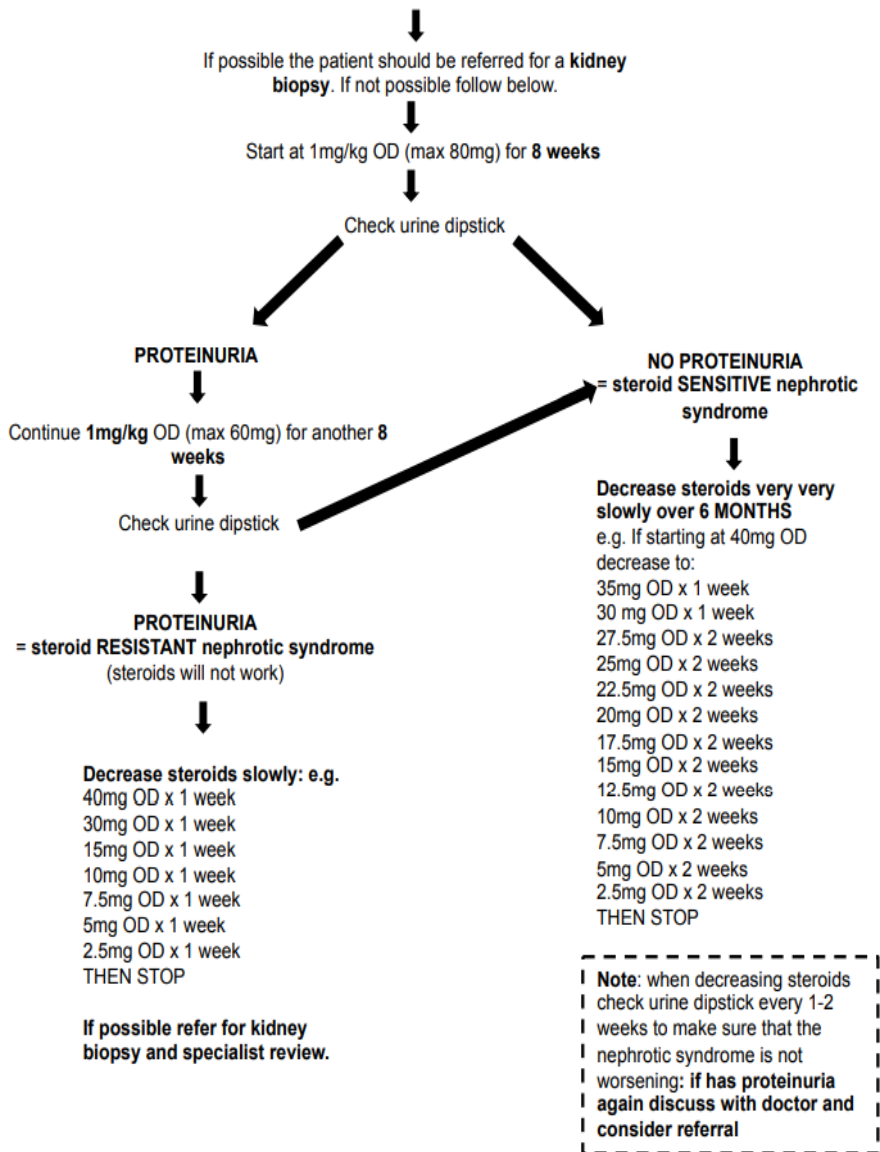 If possible the patient should be referred for a kidney
biopsy. If not possible follow below.
Start at 1mg/kg OD (max 80mg) for 8 weeks
Check urine dipstick
PROTEINURIA
Continue 1mg/kg OD (max 60mg) for another 8
weeks
Check urine dipstick
PROTEINURIA
= steroid RESISTANT nephrotic syndrome
(steroids will not work)
Decrease steroids slowly: e.g.
40mg OD x 1 week
30mg OD x 1 week
15mg OD x 1 week
10mg OD x 1 week
7.5mg OD x 1 week
5mg OD x 1 week
2.5mg OD x 1 week
THEN STOP
If possible refer for kidney
biopsy and specialist review.
NO PROTEINURIA
= steroid SENSITIVE nephrotic
syndrome
Decrease steroids very very
slowly over 6 MONTHS
e.g. If starting at 40mg OD
decrease to:
35mg OD x 1 week
30 mg OD x 1 week
27.5mg OD x 2 weeks
25mg OD x 2 weeks
22.5mg OD x 2 weeks
20mg OD x 2 weeks
17.5mg OD x 2 weeks
15mg OD x 2 weeks
12.5mg OD x 2 weeks
10mg OD x 2 weeks
7.5mg OD x 2 weeks
5mg OD x 2 weeks
2.5mg OD x 2 weeks
THEN STOP
Note: when decreasing steroids
check urine dipstick every 1-2
weeks to make sure that the
nephrotic syndrome is not
worsening: if has proteinuria
again discuss with doctor and
consider referral